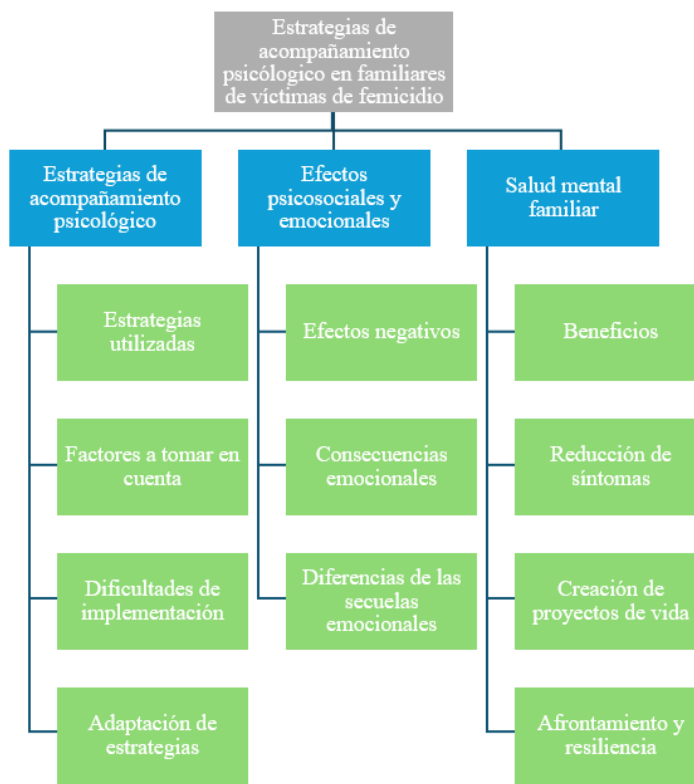 Estrategias de
acompañamiento
psicólogico en familiares
de víctimas de femicidio
Estrategias de
acompañamiento
psicológico
Estrategias
utilizadas
Factores a tomar en
cuenta
Dificultades de
implementación
Adaptación de
estrategias
Efectos
psicosociales y
emocionales
Efectos negativos
Consecuencias
emocionales
Diferencias de las
secuelas
emocionales
Salud mental
familiar
Beneficios
Reducción de
síntomas
Creación de
proyectos de vida
Afrontamiento y
resiliencia